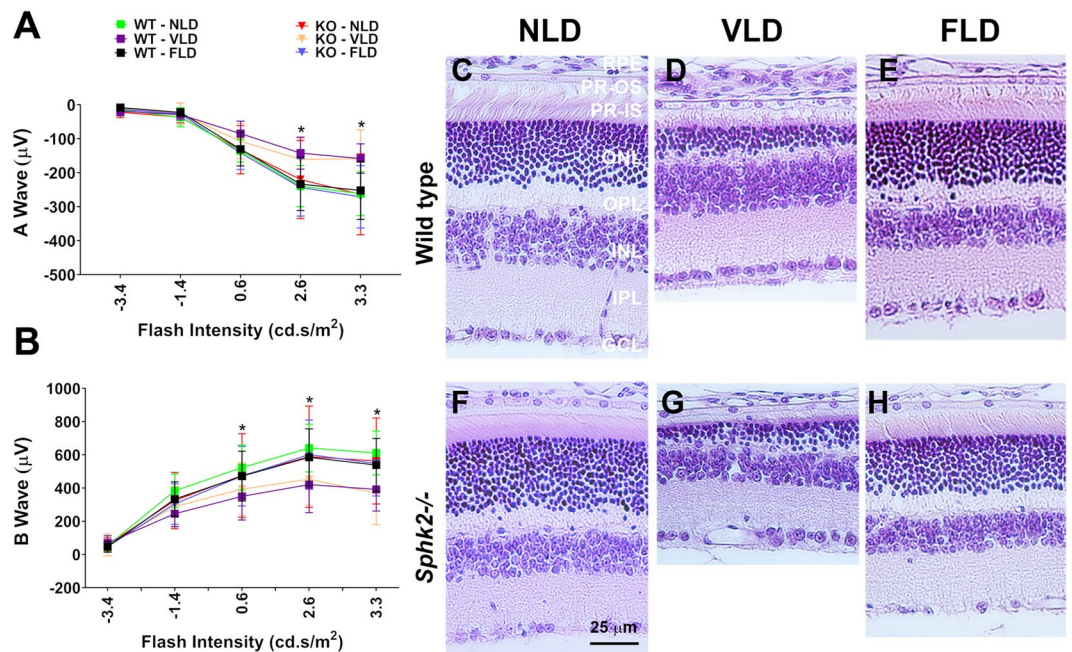 A
WT - NLD
KO - NLD
WT - VLD
KO - VLD
WT - FLD
KO - FLD
0
-100
-200
-300
-400
-500
A Wave (µV)
*
*
-3.4
-1.4
0.6
2.6
3.3
Flash Intensity (cd.s/m²)
B
1000
800
600
400
200
0
-200
B Wave (µV)
*
*
*
-3.4
-1.4
0.6
2.6
3.3
Flash Intensity (cd.s/m²)
NLD
VLD
FLD
Wild type
C
RPE
PR-OS
PR-IS
ONL
OPL
INL
IPL
GCL
D
E
Sphk2-/-
F
25 µm
G
H